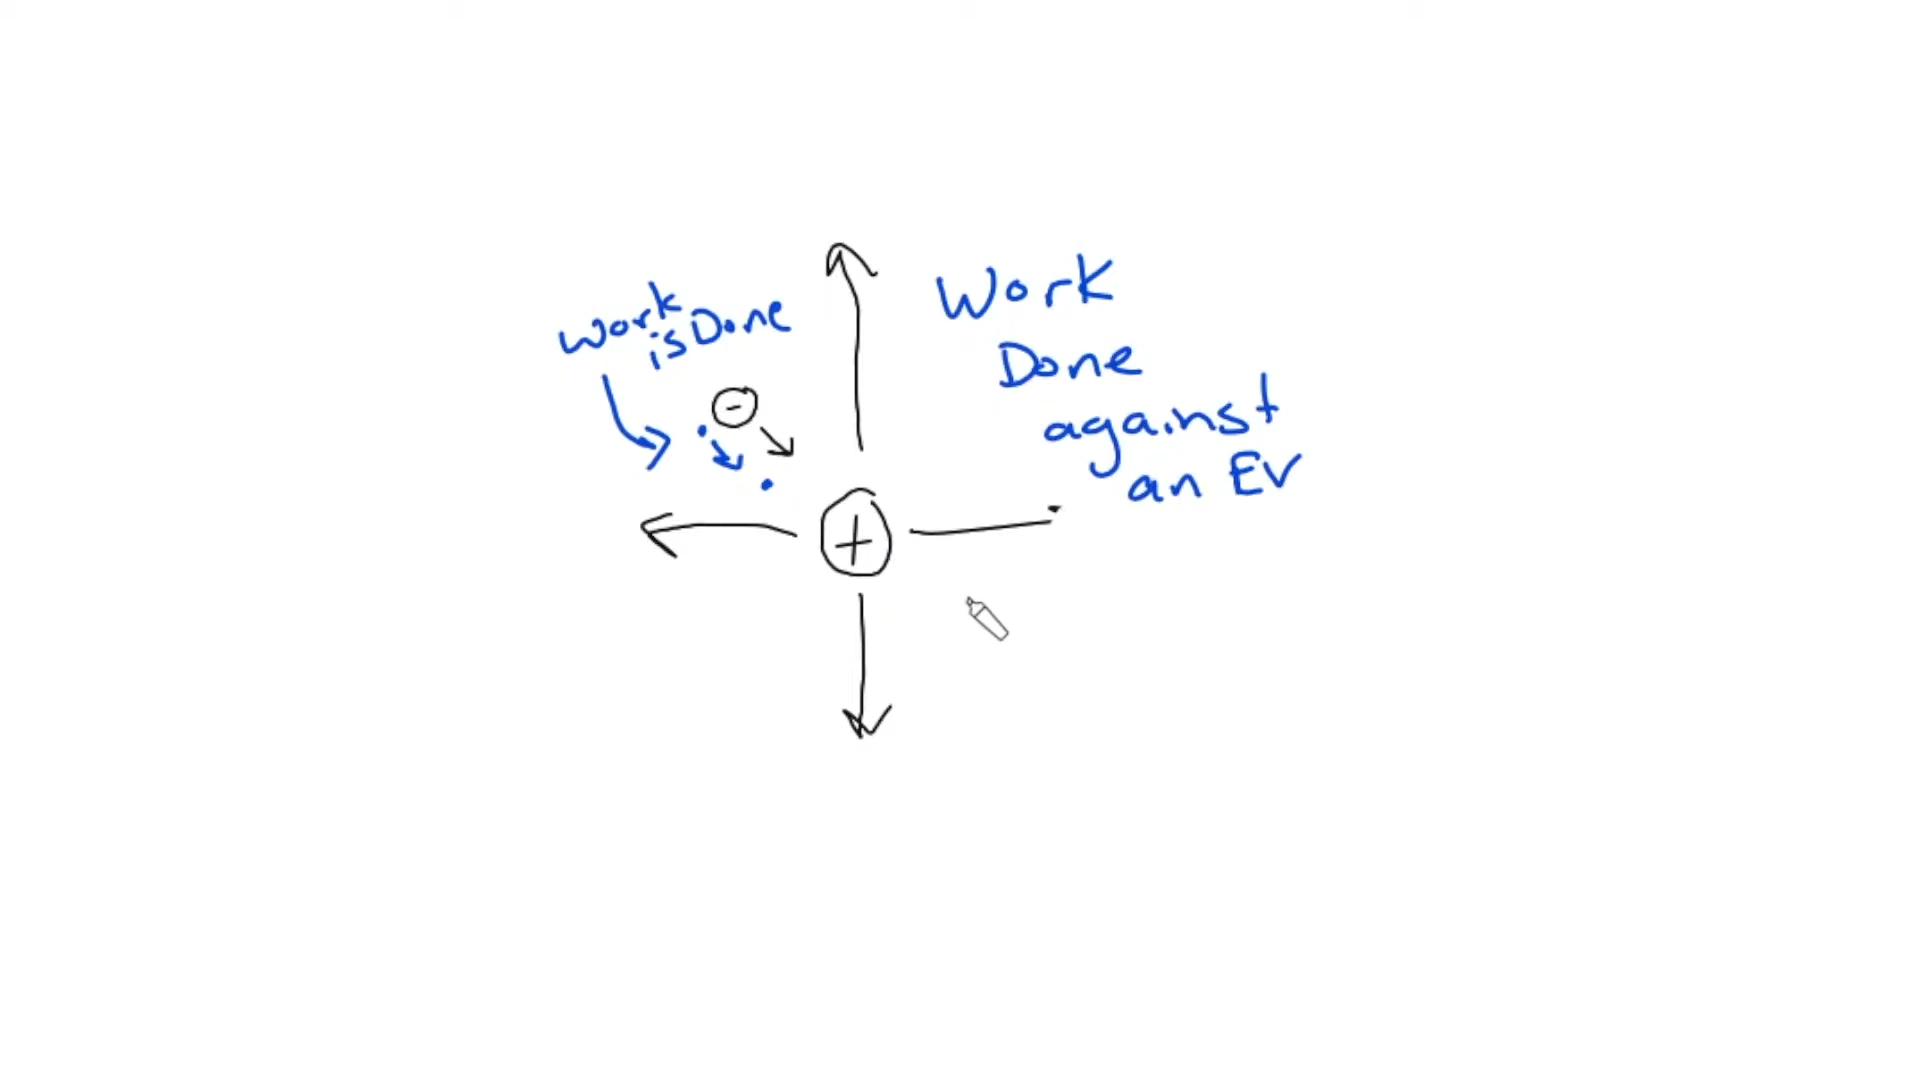 Work
is Done
-
+
Work
Done
against
an EV